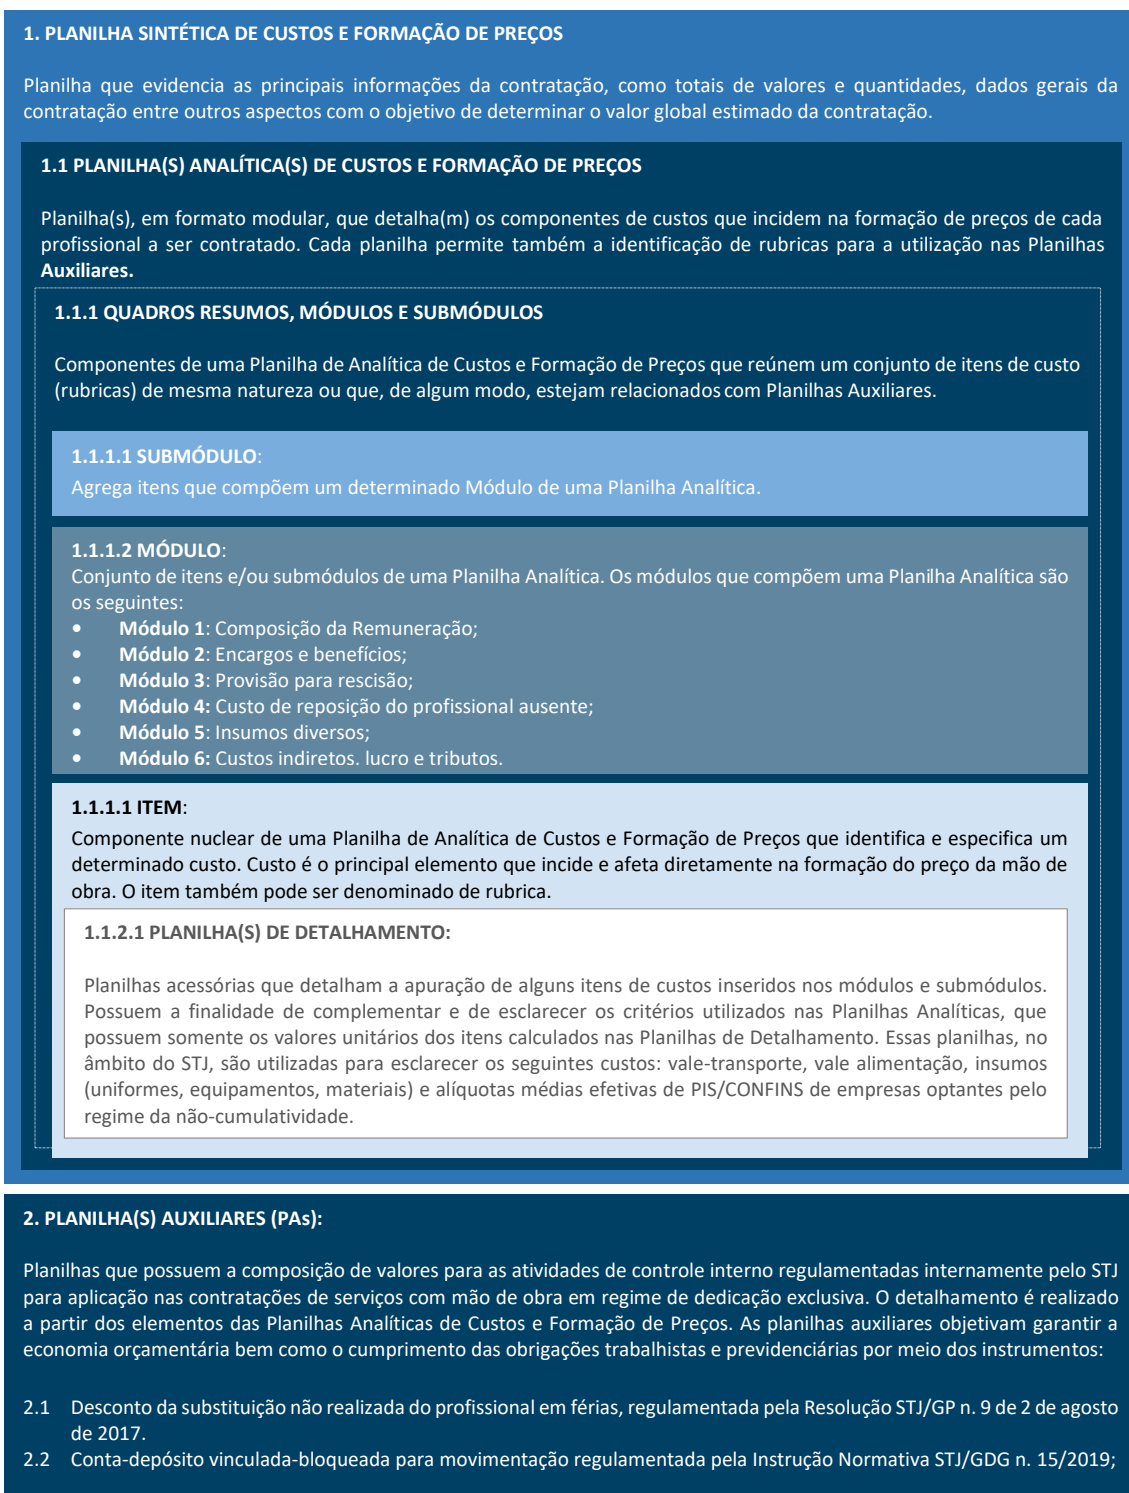 1. PLANILHA SINTÉTICA DE CUSTOS E FORMAÇÃO DE PREÇOS
Planilha que evidencia as principais informações da contratação, como totais de valores e quantidades, dados gerais da
contratação entre outros aspectos com o objetivo de determinar o valor global estimado da contratação.
1.1 PLANILHA(S) ANALÍTICA(S) DE CUSTOS E FORMAÇÃO DE PREÇOS
Planilha(s), em formato modular, que detalha(m) os componentes de custos que incidem na formação de preços de cada
profissional a ser contratado. Cada planilha permite também a identificação de rubricas para a utilização nas Planilhas
Auxiliares.
1.1.1 QUADROS RESUMOS, MÓDULOS E SUBMÓDULOS
Componentes de uma Planilha de Analítica de Custos e Formação de Preços que reúnem um conjunto de itens de custo
(rubricas) de mesma natureza ou que, de algum modo, estejam relacionados com Planilhas Auxiliares.
1.1.1.1 SUBMÓDULO:
Agrega itens que compõem um determinado Módulo de uma Planilha Analítica.
1.1.1.2 MÓDULO:
Conjunto de itens e/ou submódulos de uma Planilha Analítica. Os módulos que compõem uma Planilha Analítica são
os seguintes:
• Módulo 1: Composição da Remuneração;
• Módulo 2: Encargos e benefícios;
• Módulo 3: Provisão para rescisão;
• Módulo 4: Custo de reposição do profissional ausente;
• Módulo 5: Insumos diversos;
• Módulo 6: Custos indiretos. lucro e tributos.
1.1.1.1 ITEM:
Componente nuclear de uma Planilha de Analítica de Custos e Formação de Preços que identifica e especifica um
determinado custo. Custo é o principal elemento que incide e afeta diretamente na formação do preço da mão de
obra. O item também pode ser denominado de rubrica.
1.1.2.1 PLANILHA(S) DE DETALHAMENTO:
Planilhas acessórias que detalham a apuração de alguns itens de custos inseridos nos módulos e submódulos.
Possuem a finalidade de complementar e de esclarecer os critérios utilizados nas Planilhas Analíticas, que
possuem somente os valores unitários dos itens calculados nas Planilhas de Detalhamento. Essas planilhas, no
âmbito do STJ, são utilizadas para esclarecer os seguintes custos: vale-transporte, vale alimentação, insumos
(uniformes, equipamentos, materiais) e alíquotas médias efetivas de PIS/CONFINS de empresas optantes pelo
regime da não-cumulatividade.
2. PLANILHA(S) AUXILIARES (PAs):
Planilhas que possuem a composição de valores para as atividades de controle interno regulamentadas internamente pelo STJ
para aplicação nas contratações de serviços com mão de obra em regime de dedicação exclusiva. O detalhamento é realizado
a partir dos elementos das Planilhas Analíticas de Custos e Formação de Preços. As planilhas auxiliares objetivam garantir a
economia orçamentária bem como o cumprimento das obrigações trabalhistas e previdenciárias por meio dos instrumentos:
2.1 Desconto da substituição não realizada do profissional em férias, regulamentada pela Resolução STJ/GP n. 9 de 2 de agosto
de 2017.
2.2 Conta-depósito vinculada-bloqueada para movimentação regulamentada pela Instrução Normativa STJ/GDG n. 15/2019;